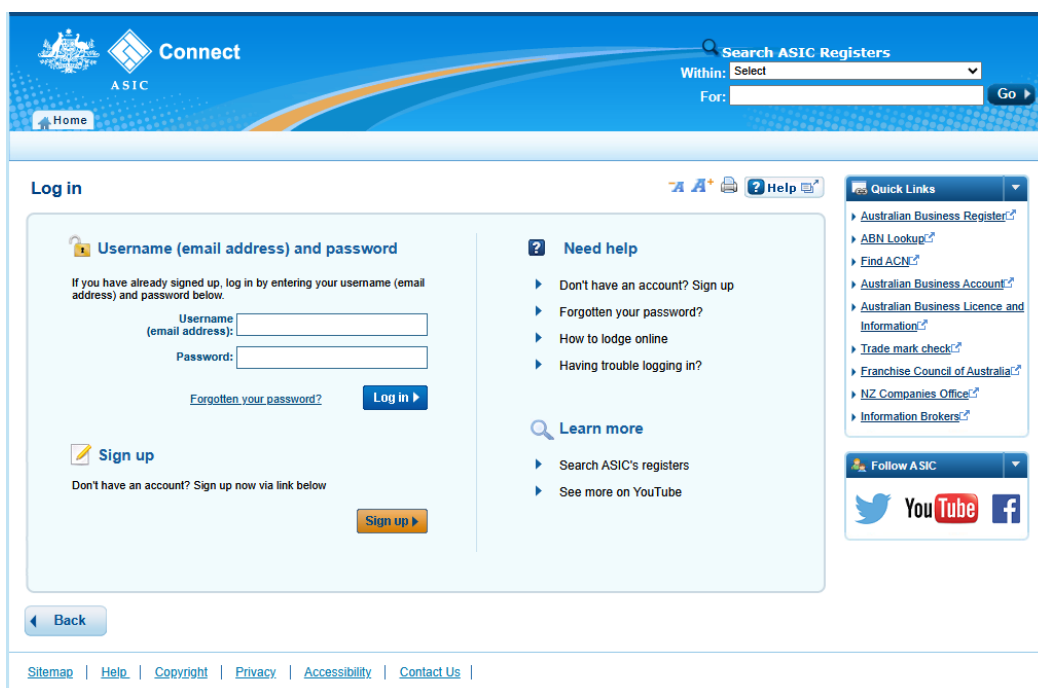 Connect
ASIC
Search ASIC Registers
Within: Select
For:
Go
Home
Log in
-A A+ Help
Username (email address) and password
If you have already signed up, log in by entering your username (email
address) and password below.
Username
(email address):
Password:
Forgotten your password? Log in
Sign up
Don't have an account? Sign up now via link below
Sign up
Need help
Don't have an account? Sign up
Forgotten your password?
How to lodge online
Having trouble logging in?
Learn more
Search ASIC's registers
See more on YouTube
Quick Links
Australian Business Register
ABN Lookup
Find ACN
Australian Business Account
Australian Business Licence and
Information
Trade mark check
Franchise Council of Australia
NZ Companies Office
Information Brokers
Follow ASIC
YouTube
Back
Sitemap | Help | Copyright | Privacy | Accessibility | Contact Us |